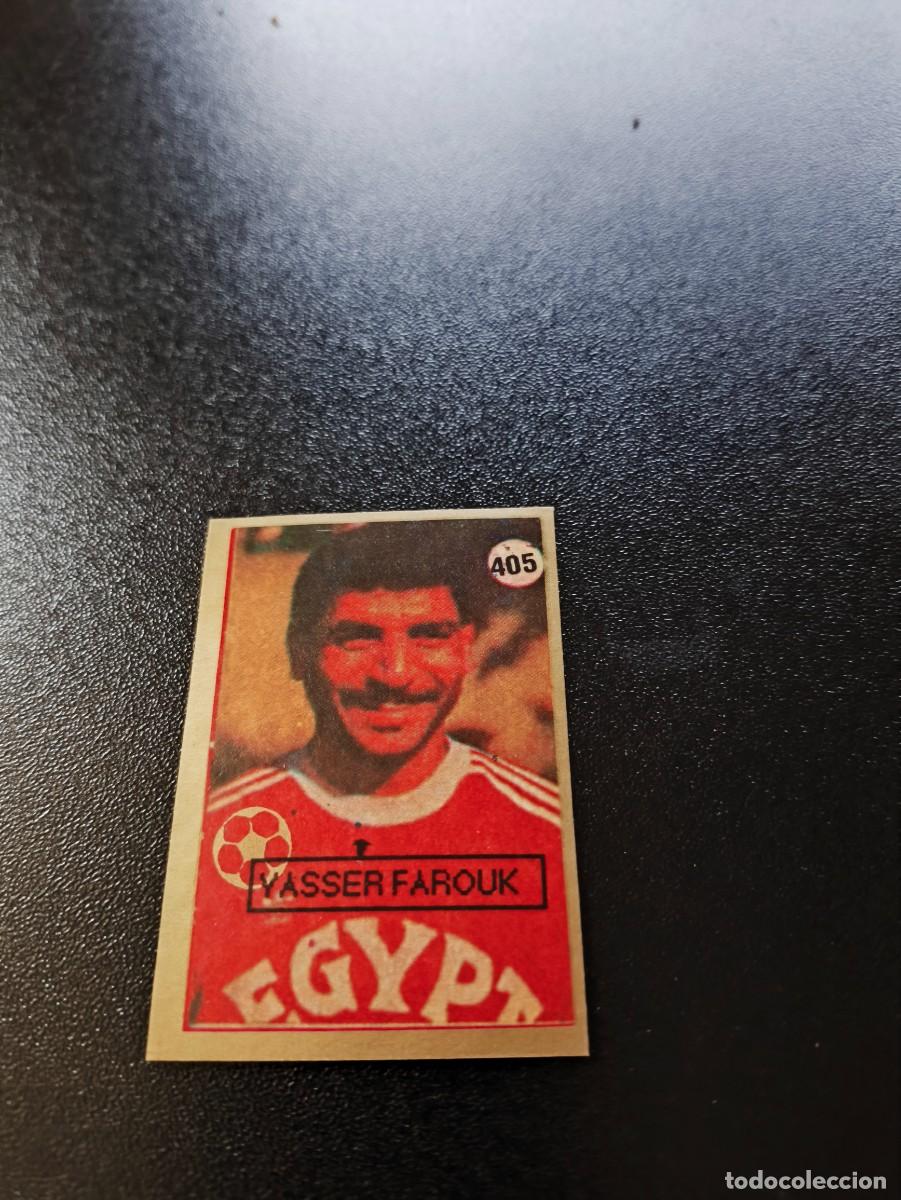 405
YASSER FAROUK
EGYPT
todocoleccion